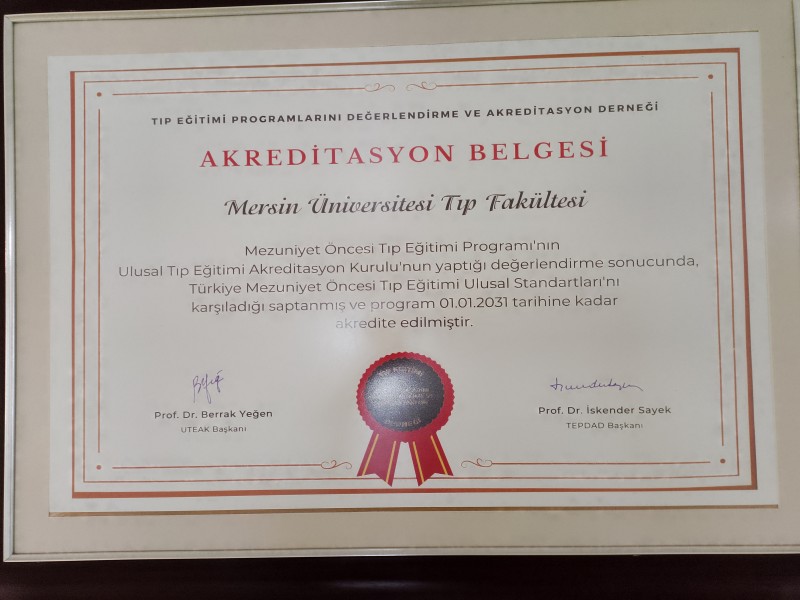 TIP EĞİTİMİ PROGRAMLARINI DEĞERLENDİRME VE AKREDİTASYON DERNEĞİ
AKREDİTASYON BELGESİ
Mersin Üniversitesi Tıp Fakültesi
Mezuniyet Öncesi Tıp Eğitimi Programı'nın
Ulusal Tıp Eğitimi Akreditasyon Kurulu'nun yaptığı değerlendirme sonucunda,
Türkiye Mezuniyet Öncesi Tıp Eğitimi Ulusal Standartları'nı
karşıladığı saptanmış ve program 01.01.2031 tarihine kadar
akredite edilmiştir.
Prof. Dr. Berrak Yeğen
UTEAK Başkanı
Prof. Dr. İskender Sayek
TEPDAD Başkanı